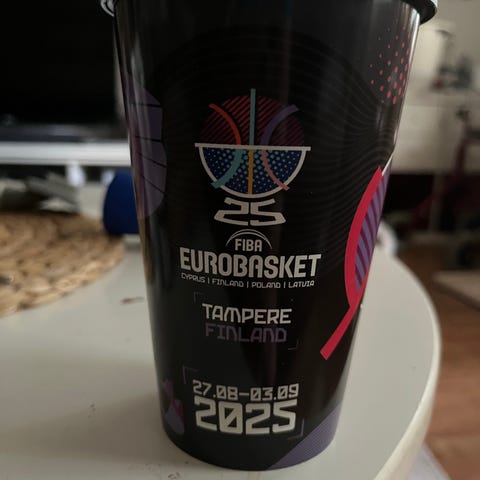 25
FIBA
EUROBASKET
CYPRUS | FINLAND | POLAND | LATVIA
TAMPERE
FINLAND
27.08-03.09
2025